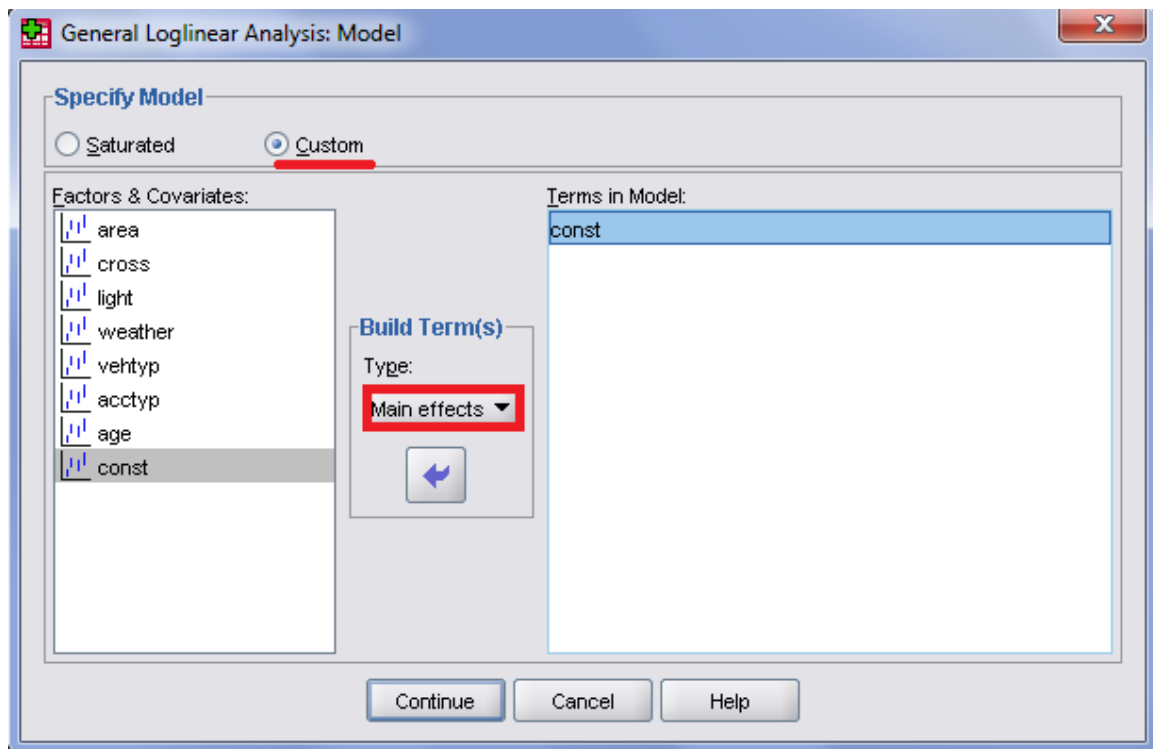 General Loglinear Analysis: Model
Specify Model
Saturated Custom
Factors & Covariates:
area
cross
light
weather
vehtyp
acctyp
age
const
Build Term(s)
Type:
Main effects
Terms in Model:
const
Continue Cancel Help